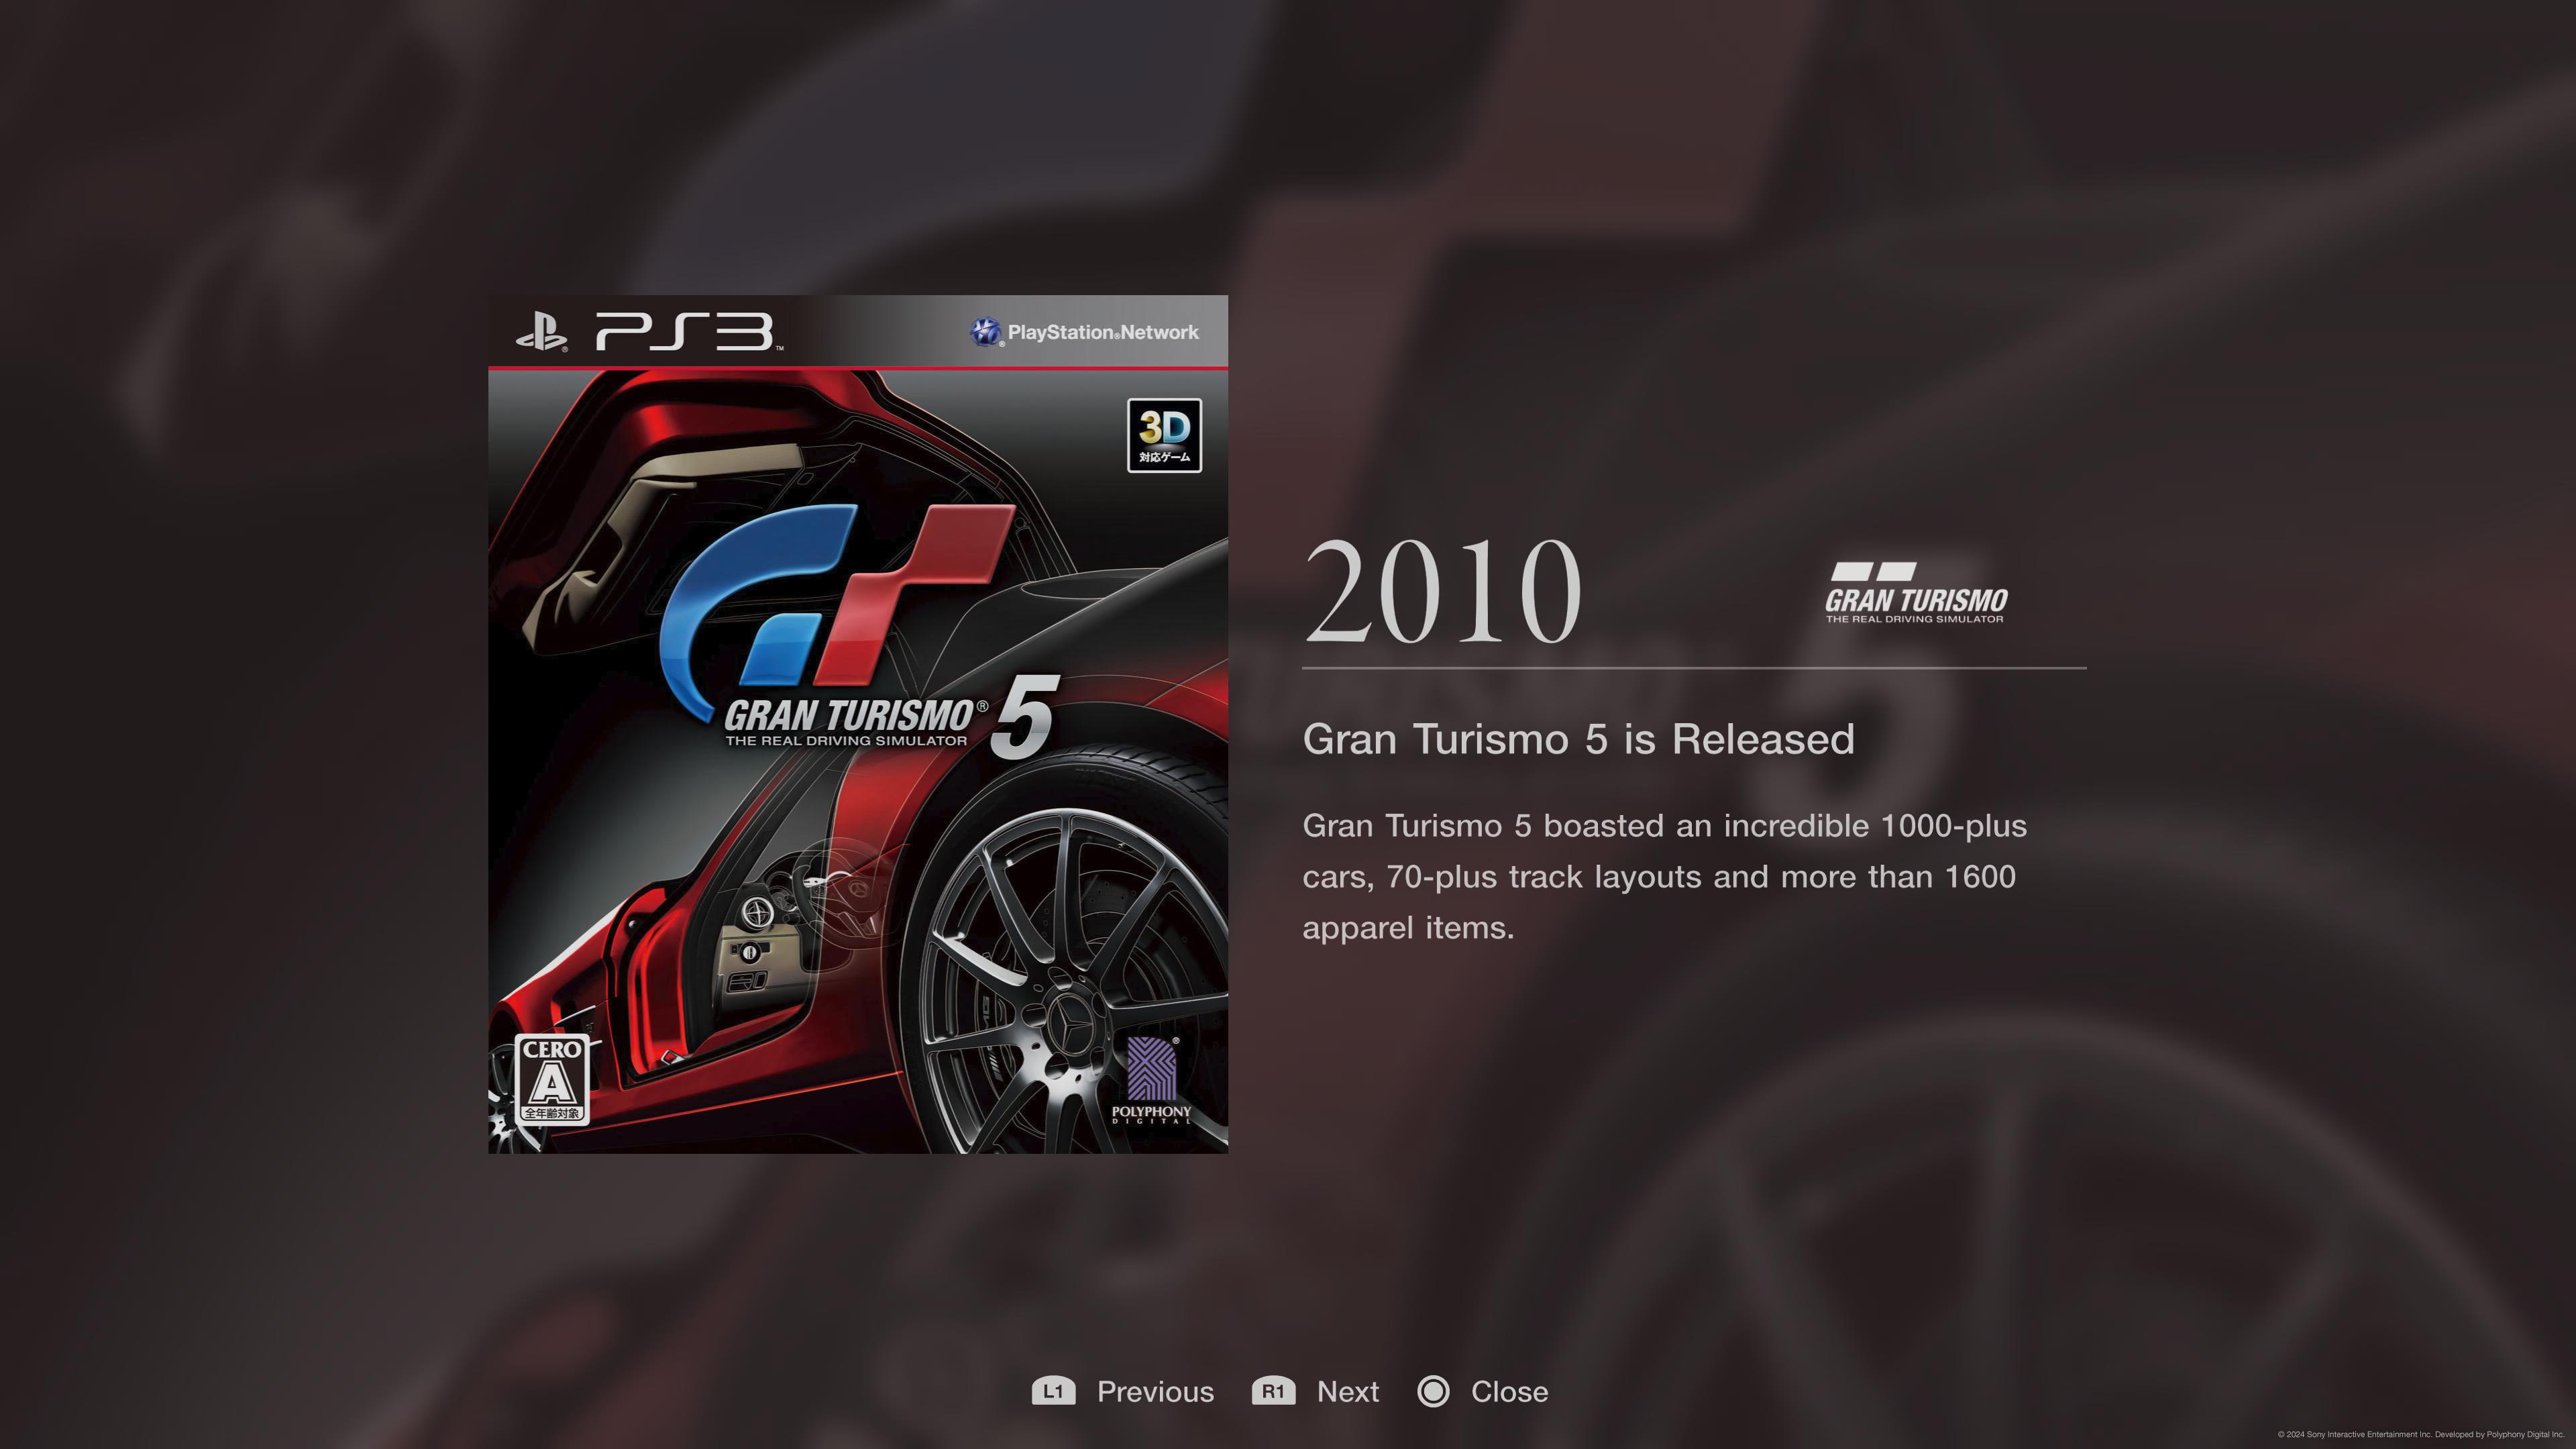 PS3™
PlayStation®Network
3D
対応ゲーム
GRAN TURISMO® 5
THE REAL DRIVING SIMULATOR
CERO
A
全年齢対象
POLYPHONY
DIGITAL
2010
GRAN TURISMO
THE REAL DRIVING SIMULATOR
Gran Turismo 5 is Released
Gran Turismo 5 boasted an incredible 1000-plus
cars, 70-plus track layouts and more than 1600
apparel items.
L1 Previous R1 Next Close
© 2024 Sony Interactive Entertainment Inc. Developed by Polyphony Digital Inc.